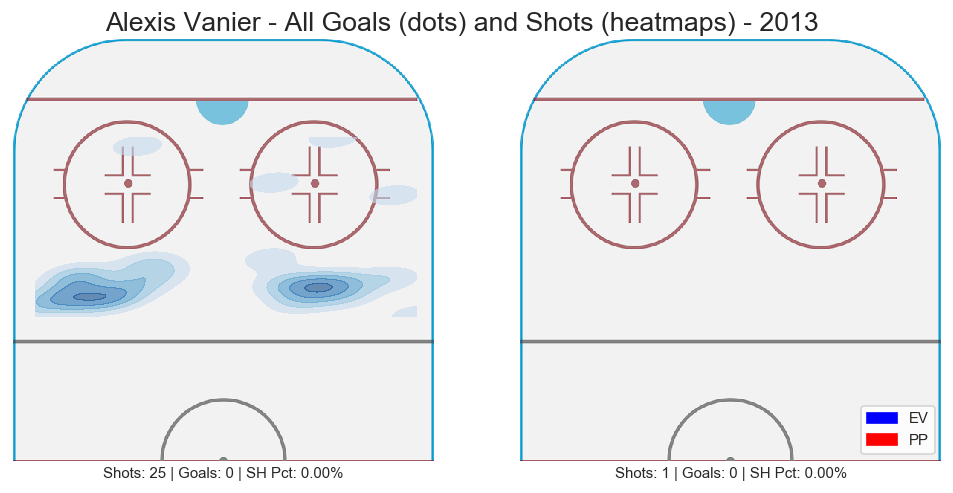 Alexis Vanier - All Goals (dots) and Shots (heatmaps) - 2013
EV
PP
Shots: 25 | Goals: 0 | SH Pct: 0.00%
Shots: 1 | Goals: 0 | SH Pct: 0.00%